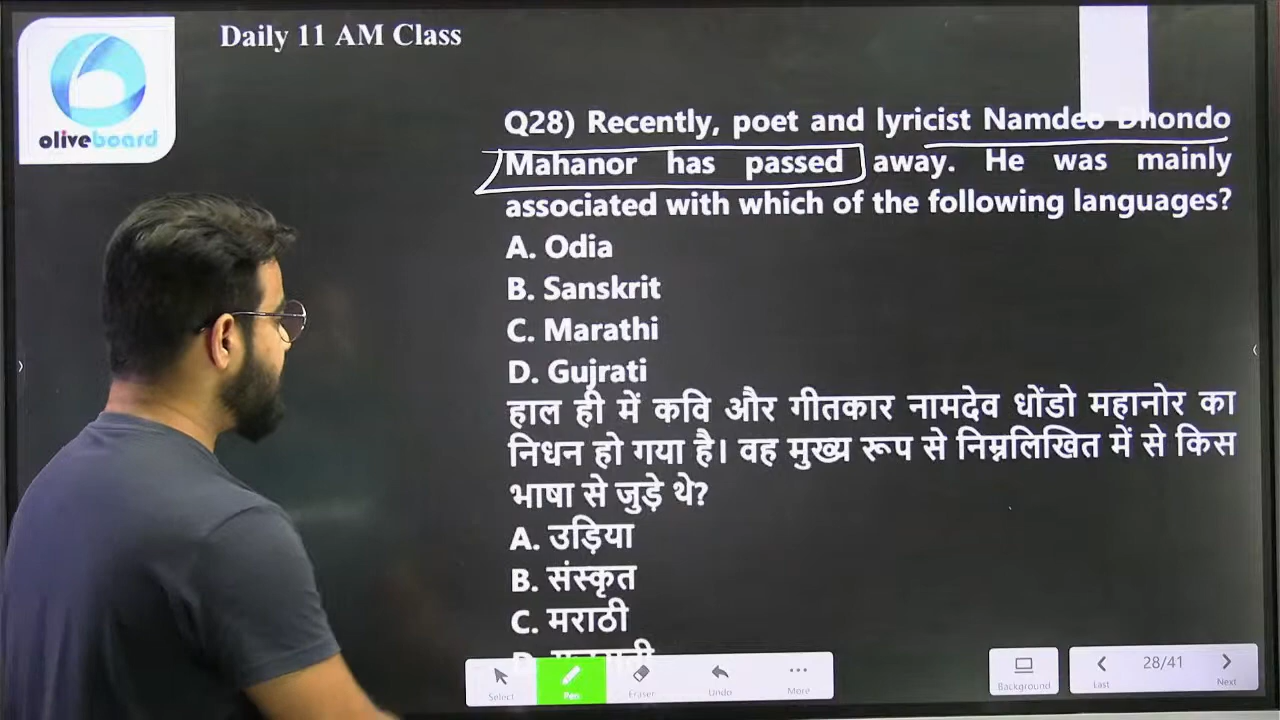 Daily 11 AM Class
oliveboard
Q28) Recently, poet and lyricist Namdeo Dhondo
Mahanor has passed away. He was mainly
associated with which of the following languages?
A. Odia
B. Sanskrit
C. Marathi
D. Gujrati
हाल ही में कवि और गीतकार नामदेव धोंडो महानोर का
निधन हो गया है। वह मुख्य रूप से निम्नलिखित में से किस
भाषा से जुड़े थे?
A. उड़िया
B. संस्कृत
C. मराठी
D.
Select Pen Eraser Undo More Background Last 28/41 Next